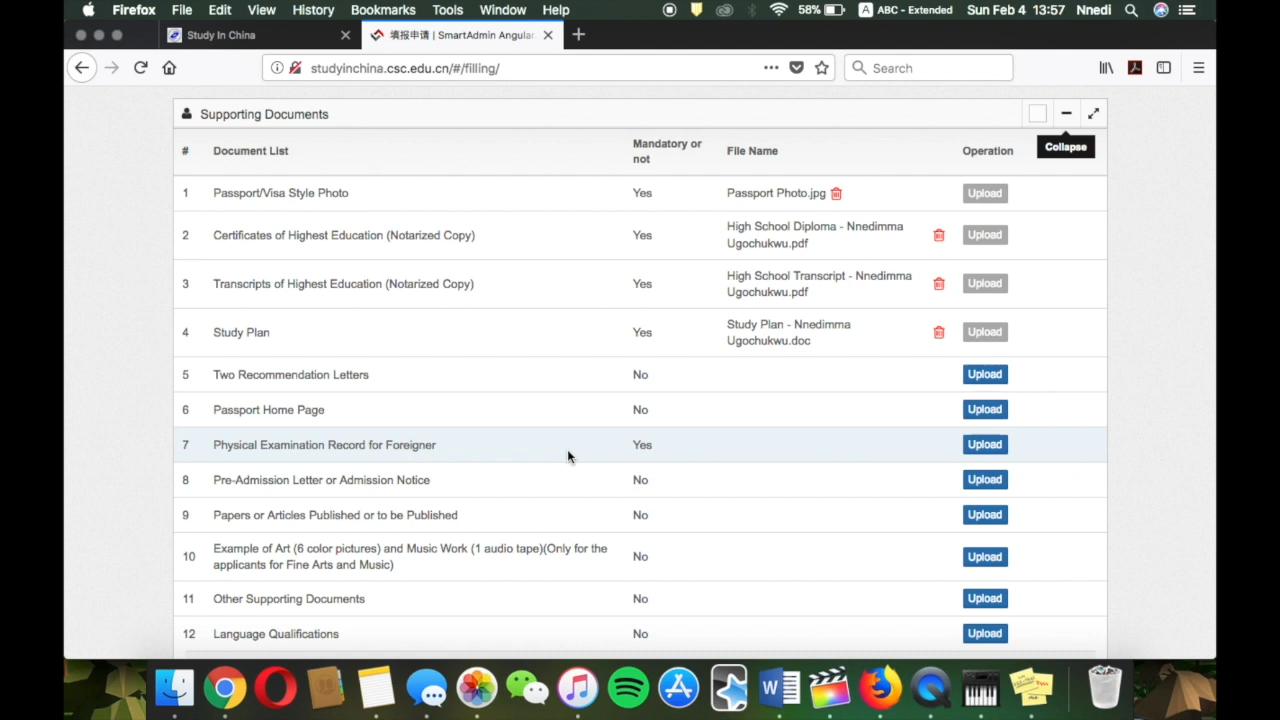 Firefox File Edit View History Bookmarks Tools Window Help 58% A ABC - Extended Sun Feb 4 13:57 Nnedi
Study In China 填报申请 | SmartAdmin Angular
studyinchina.csc.edu.cn/#/filling/ Search
Supporting Documents
Collapse
# Document List Mandatory or not File Name Operation
1 Passport/Visa Style Photo Yes Passport Photo.jpg Upload
2 Certificates of Highest Education (Notarized Copy) Yes High School Diploma - Nnedimma Ugochukwu.pdf Upload
3 Transcripts of Highest Education (Notarized Copy) Yes High School Transcript - Nnedimma Ugochukwu.pdf Upload
4 Study Plan Yes Study Plan - Nnedimma Ugochukwu.doc Upload
5 Two Recommendation Letters No Upload
6 Passport Home Page No Upload
7 Physical Examination Record for Foreigner Yes Upload
8 Pre-Admission Letter or Admission Notice No Upload
9 Papers or Articles Published or to be Published No Upload
10 Example of Art (6 color pictures) and Music Work (1 audio tape)(Only for the applicants for Fine Arts and Music) No Upload
11 Other Supporting Documents No Upload
12 Language Qualifications No Upload